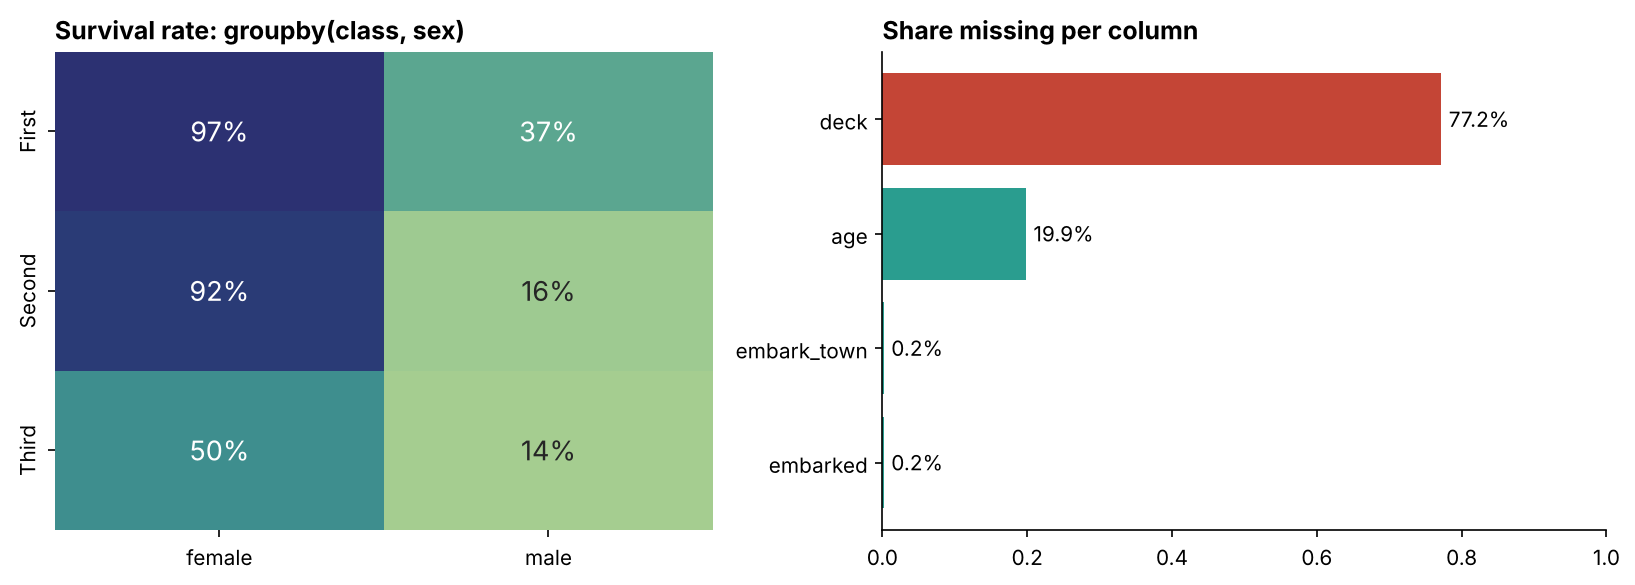 Survival rate: groupby(class, sex)
First
97%
37%
Second
92%
16%
Third
50%
14%
female
male
Share missing per column
deck
77.2%
age
19.9%
embark_town
0.2%
embarked
0.2%
0.0
0.2
0.4
0.6
0.8
1.0